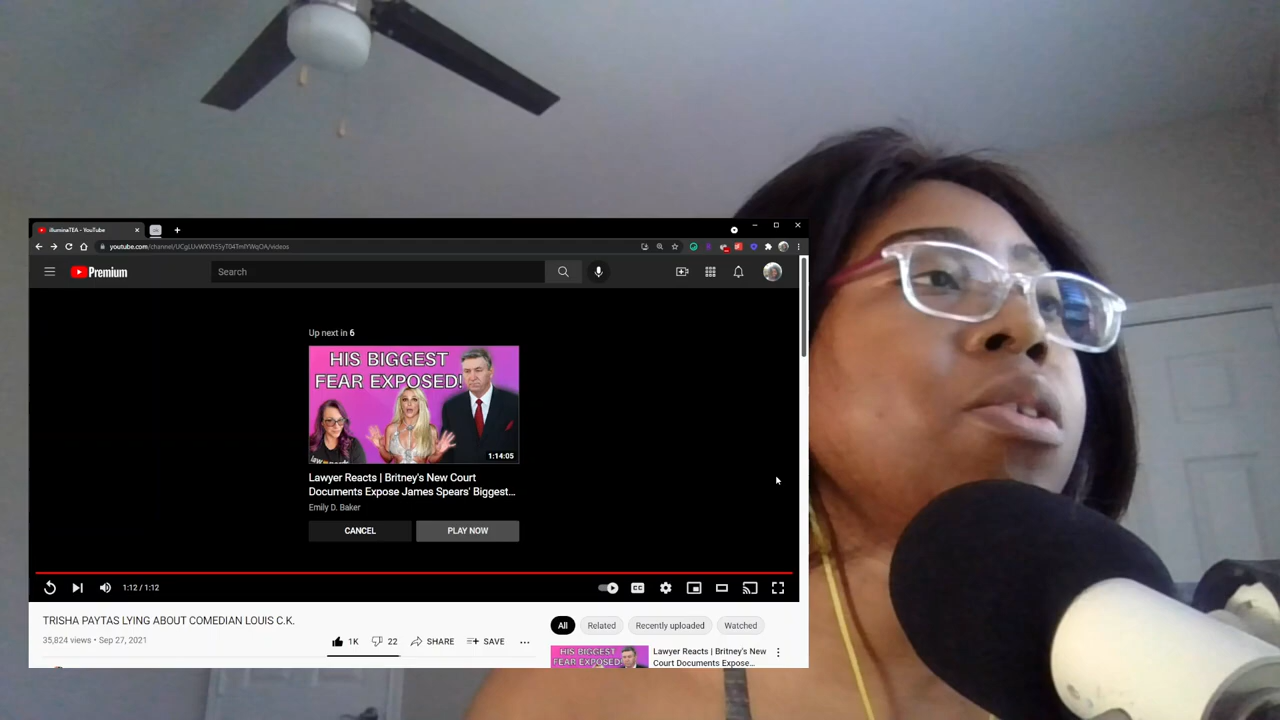 illuminaTEA - YouTube
Search
Premium
Up next in 6
HIS BIGGEST
FEAR EXPOSED!
1:14:05
Lawyer Reacts | Britney's New Court
Documents Expose James Spears' Biggest...
Emily D. Baker
CANCEL
PLAY NOW
1:12 / 1:12
CC
TRISHA PAYTAS LYING ABOUT COMEDIAN LOUIS C.K.
35,824 views • Sep 27, 2021
1K
22
SHARE
SAVE
All
Related
Recently uploaded
Watched
HIS BIGGEST
FEAR EXPOSED!
Lawyer Reacts | Britney's New
Court Documents Expose...